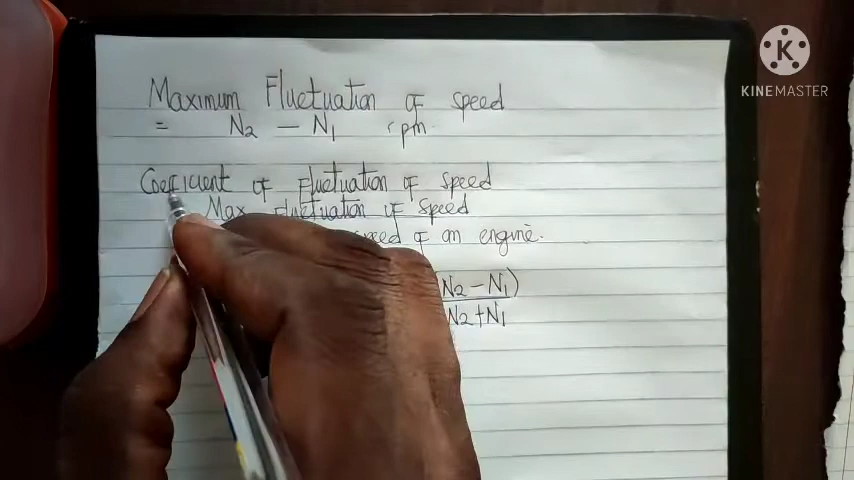 Maximum Fluctuation of speed
= N₂ - N₁ rpm.
Coefficient of Fluctuation of speed
Max Fluctuation of speed
speed of an engine.
(N₂ - N₁)
N₂ + N₁
K
KINEMASTER